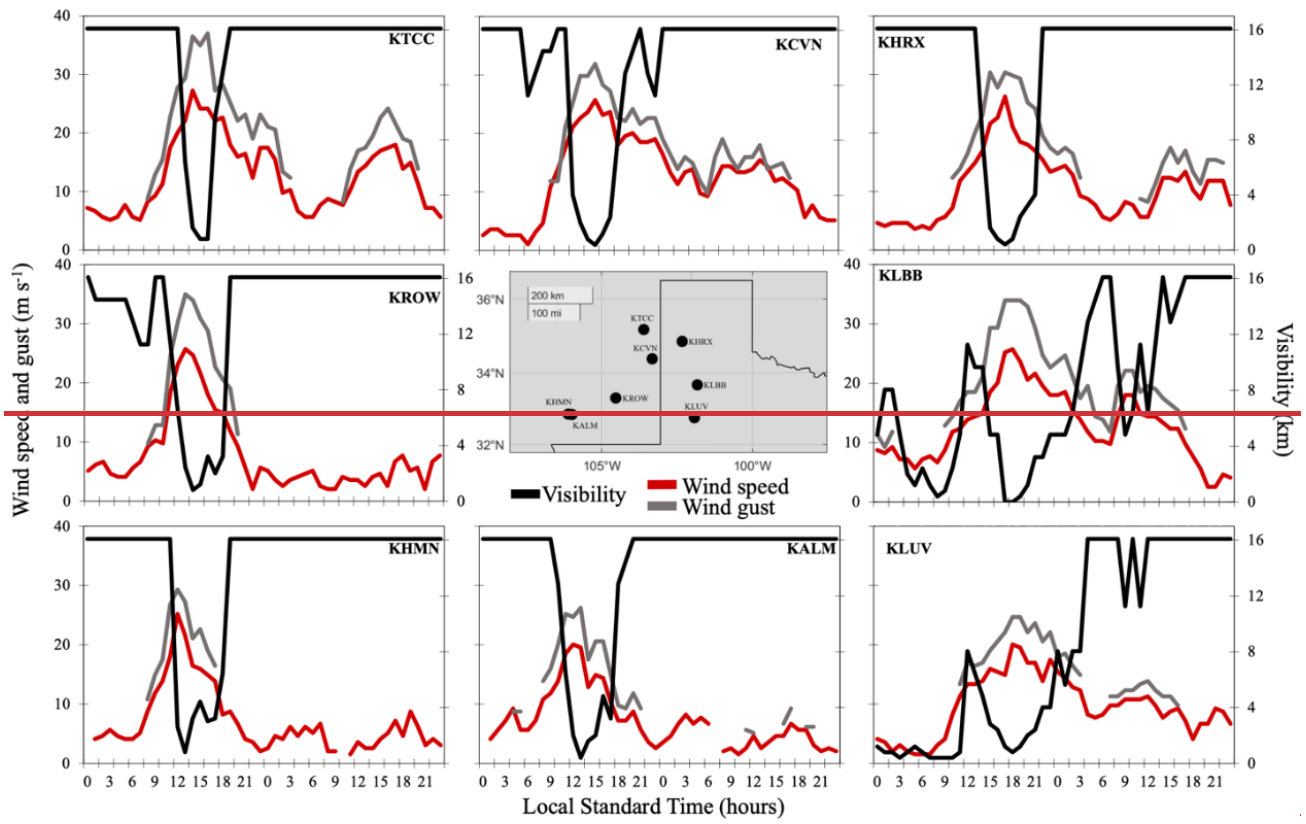 40 KTCC KCVN KHRX 16
30 12
20 8
10 4
0 0
40 KROW KLBB 16
36°N 200 km
100 mi
30 KTCC 12
KHRX
KCVN
34°N
20 KLBB 8
KROW
KHMN KLUV
KALM
10 32°N 4
105°W 100°W
0 16 12 8 4 0 0
Visibility Wind speed
Wind gust
Wind speed and gust (m s-1)
Visibility (km)
40 KHMN KALM KLUV 16
30 12
20 8
10 4
0 0
0 3 6 9 12 15 18 21 0 3 6 9 12 15 18 21
0 3 6 9 12 15 18 21 0 3 6 9 12 15 18 21
0 3 6 9 12 15 18 21 0 3 6 9 12 15 18 21
Local Standard Time (hours)